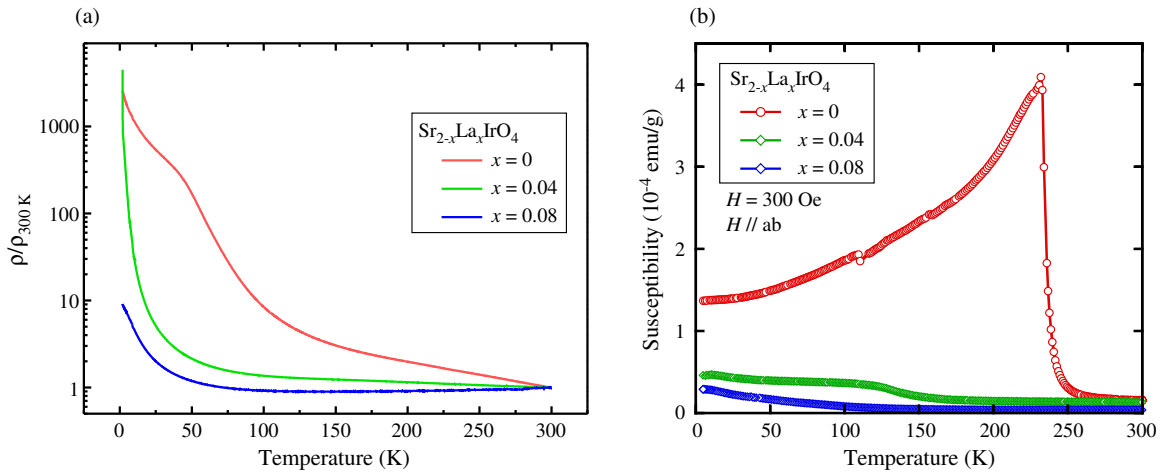 (a)
ρ/ρ300 K
1000
100
10
1
0 50 100 150 200 250 300
Temperature (K)
Sr2-xLaxIrO4
x = 0
x = 0.04
x = 0.08
(b)
Susceptibility (10-4 emu/g)
4
3
2
1
0
0 50 100 150 200 250 300
Temperature (K)
Sr2-xLaxIrO4
x = 0
x = 0.04
x = 0.08
H = 300 Oe
H // ab